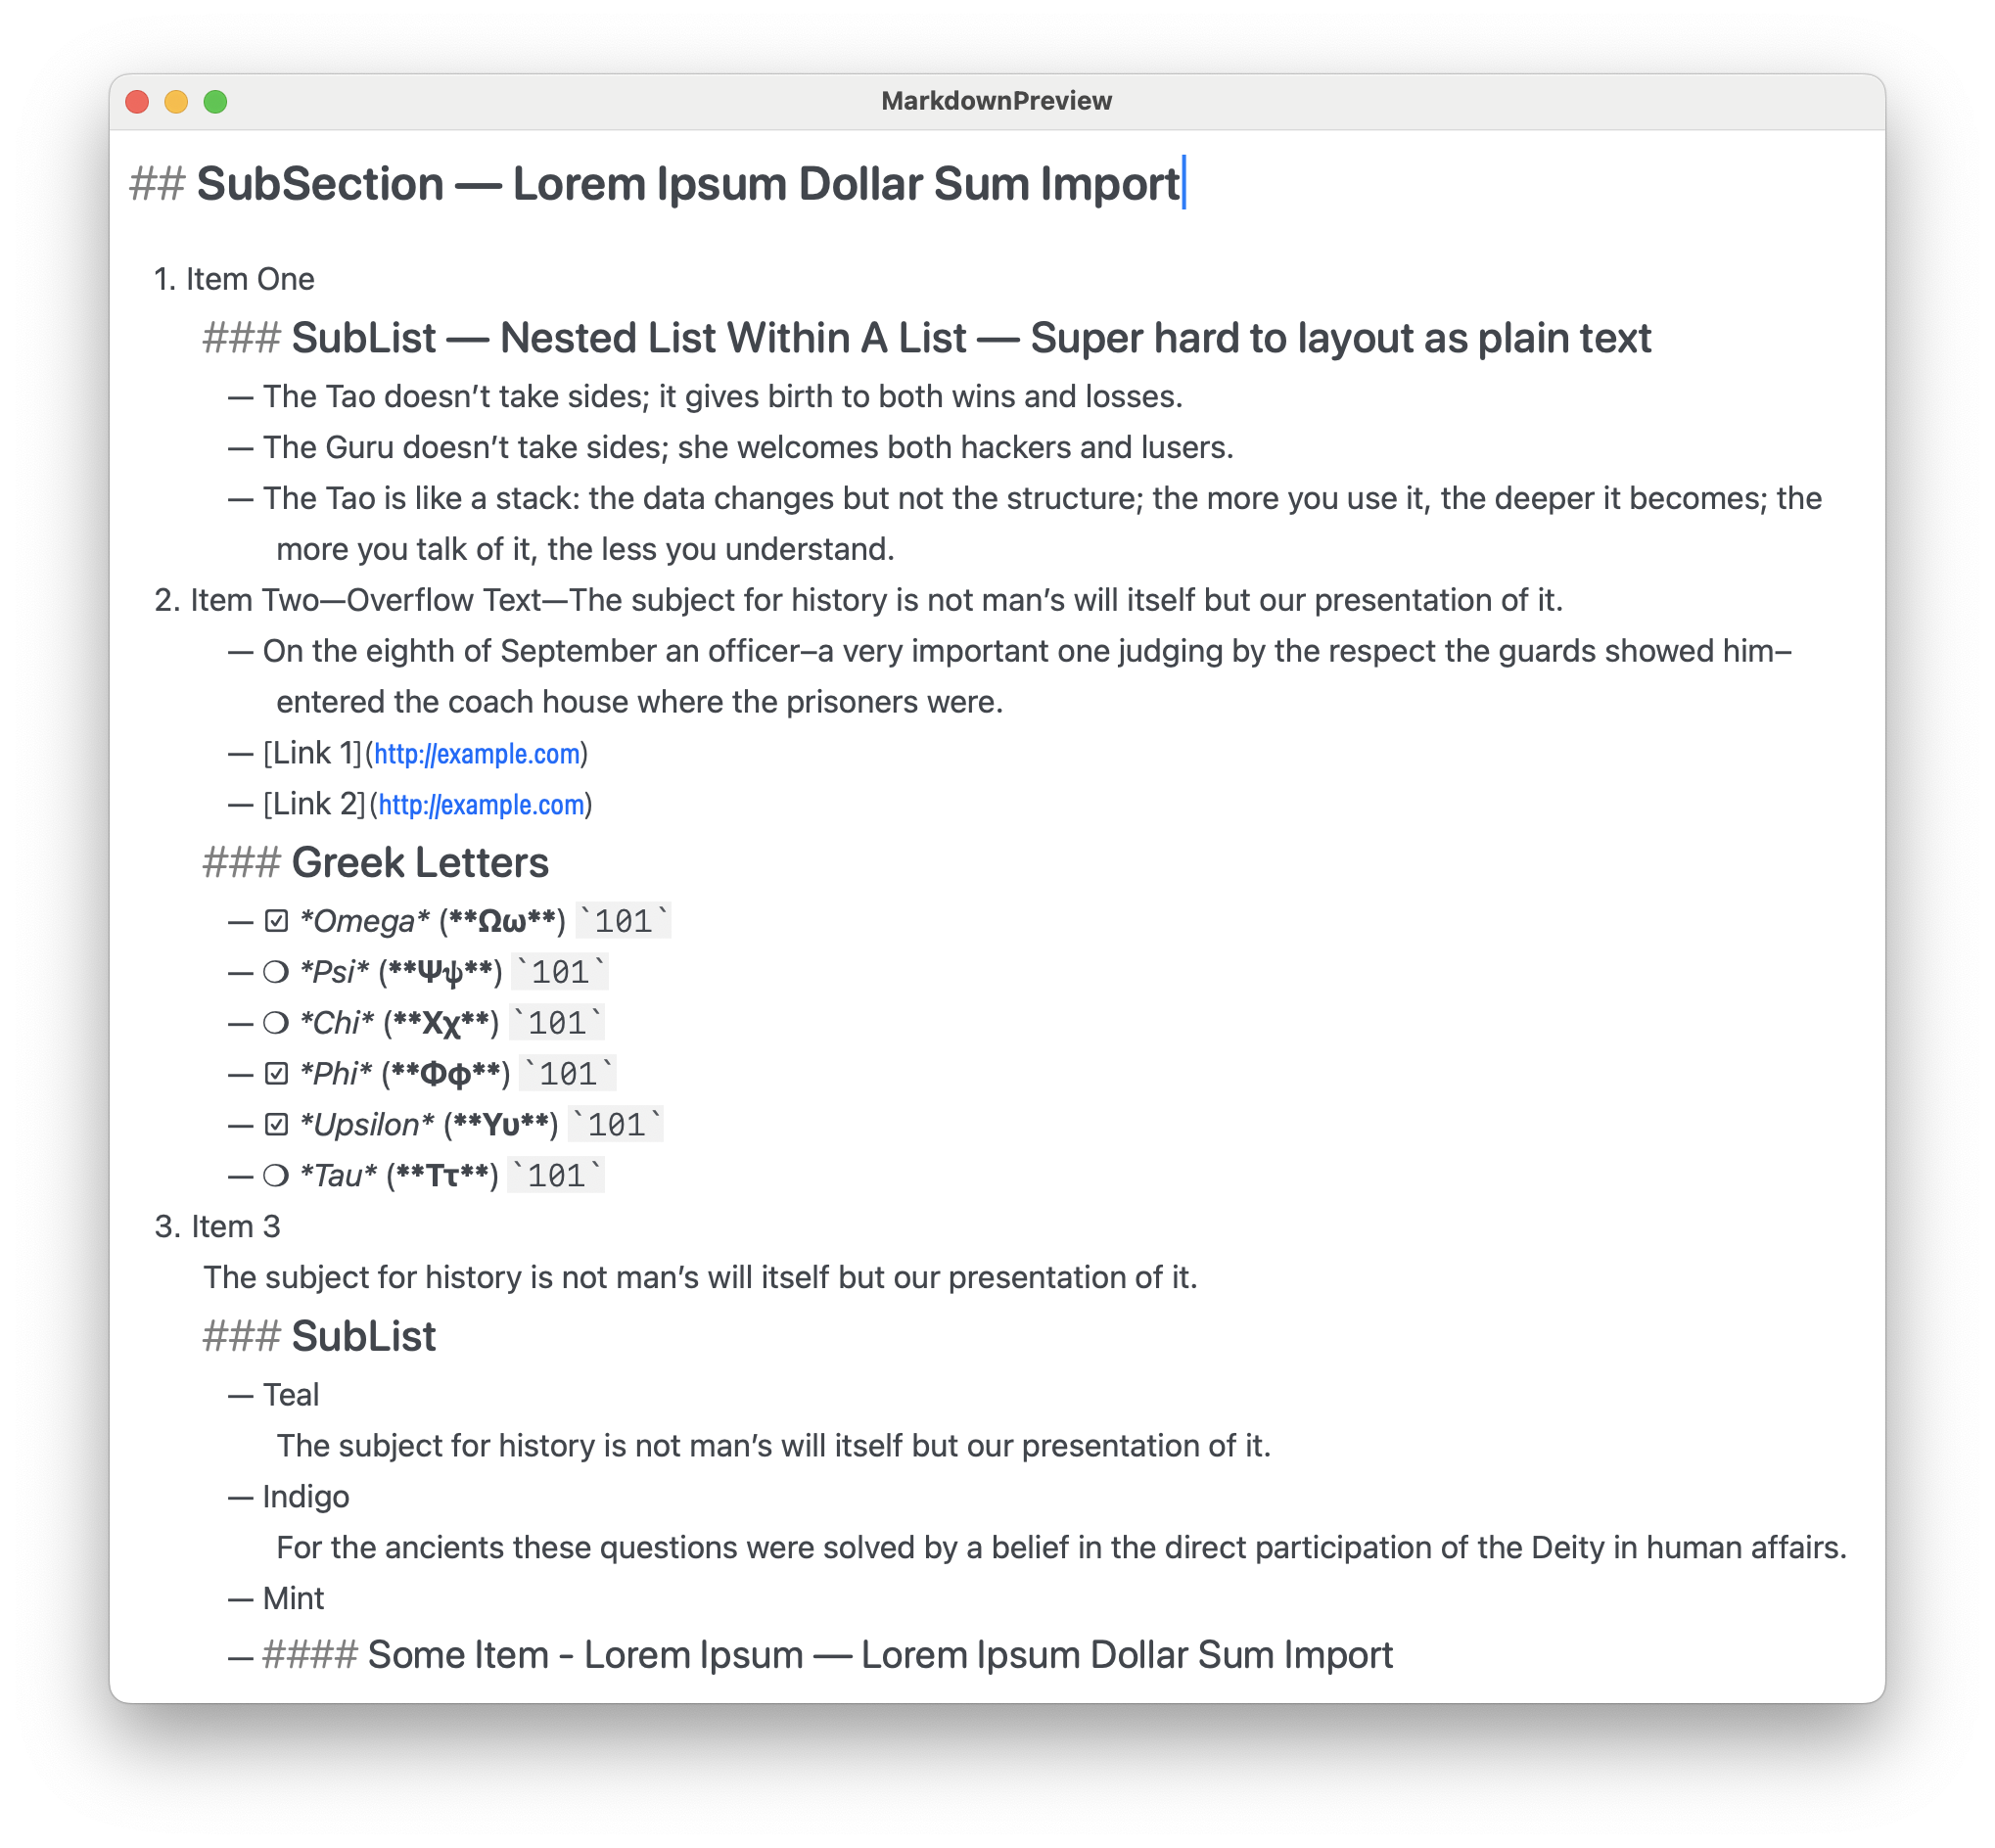 MarkdownPreview
## SubSection — Lorem Ipsum Dollar Sum Import
1. Item One
### SubList — Nested List Within A List — Super hard to layout as plain text
— The Tao doesn’t take sides; it gives birth to both wins and losses.
— The Guru doesn’t take sides; she welcomes both hackers and lusers.
— The Tao is like a stack: the data changes but not the structure; the more you use it, the deeper it becomes; the
more you talk of it, the less you understand.
2. Item Two—Overflow Text—The subject for history is not man’s will itself but our presentation of it.
— On the eighth of September an officer–a very important one judging by the respect the guards showed him–
entered the coach house where the prisoners were.
— [Link 1](http://example.com)
— [Link 2](http://example.com)
### Greek Letters
— ☑ *Omega* (**Ωω**) `101`
— ❍ *Psi* (**Ψψ**) `101`
— ❍ *Chi* (**Χχ**) `101`
— ☑ *Phi* (**Φφ**) `101`
— ☑ *Upsilon* (**Υυ**) `101`
— ❍ *Tau* (**Ττ**) `101`
3. Item 3
The subject for history is not man’s will itself but our presentation of it.
### SubList
— Teal
The subject for history is not man’s will itself but our presentation of it.
— Indigo
For the ancients these questions were solved by a belief in the direct participation of the Deity in human affairs.
— Mint
— #### Some Item - Lorem Ipsum — Lorem Ipsum Dollar Sum Import